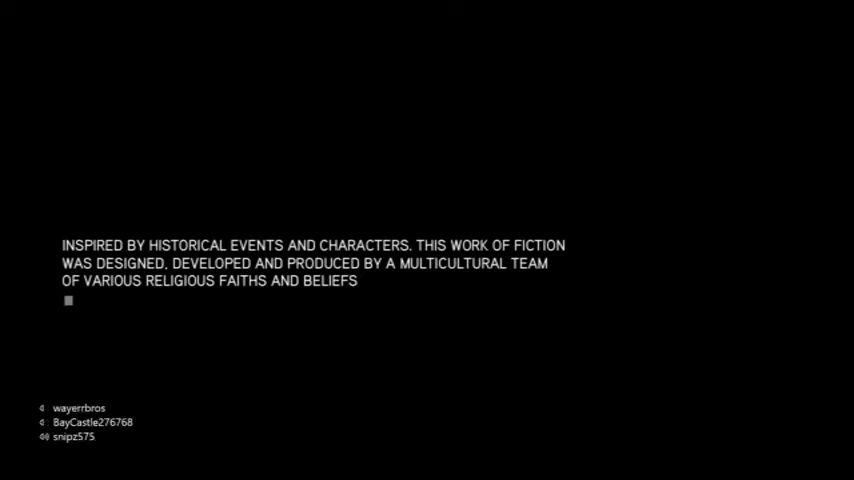 INSPIRED BY HISTORICAL EVENTS AND CHARACTERS. THIS WORK OF FICTION
WAS DESIGNED, DEVELOPED AND PRODUCED BY A MULTICULTURAL TEAM
OF VARIOUS RELIGIOUS FAITHS AND BELIEFS
wayerrbros
BayCastle276768
snipz575